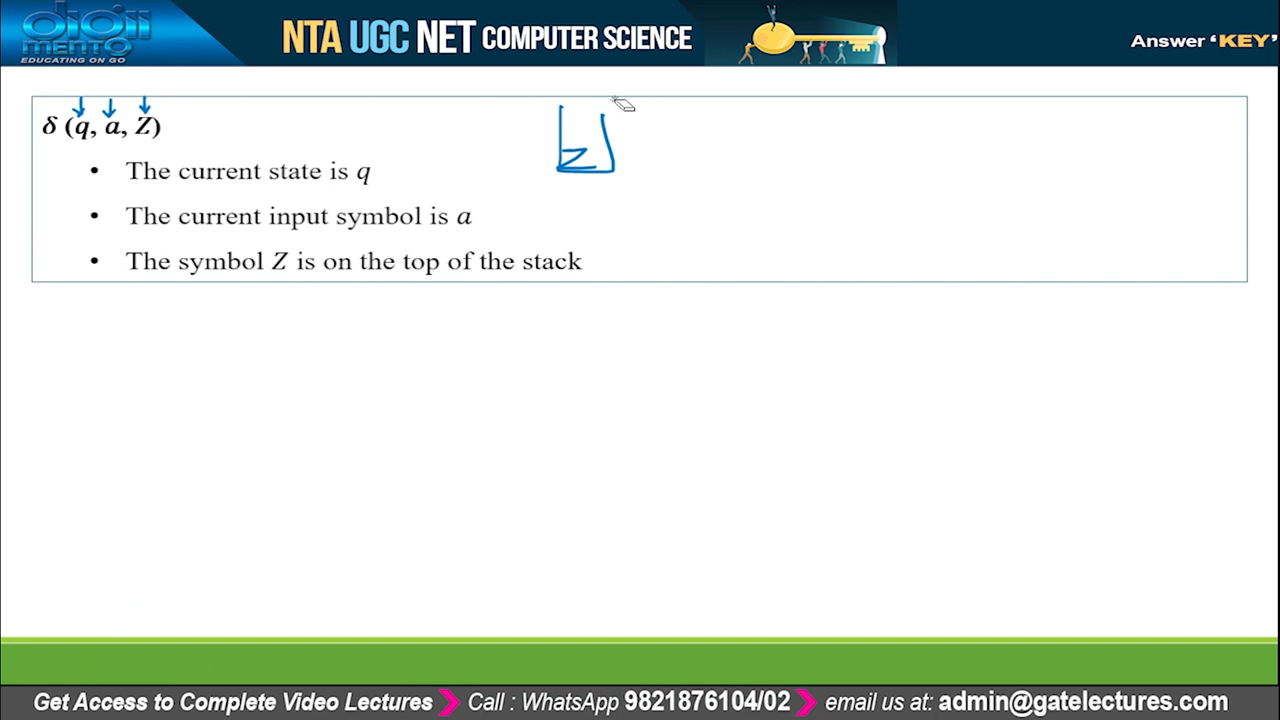 digii
MENTO
EDUCATING ON GO
NTA UGC NET COMPUTER SCIENCE
Answer ‘KEY’
δ (q, a, Z)
• The current state is q
• The current input symbol is a
• The symbol Z is on the top of the stack
Z
Get Access to Complete Video Lectures Call : WhatsApp 9821876104/02 email us at: admin@gatelectures.com